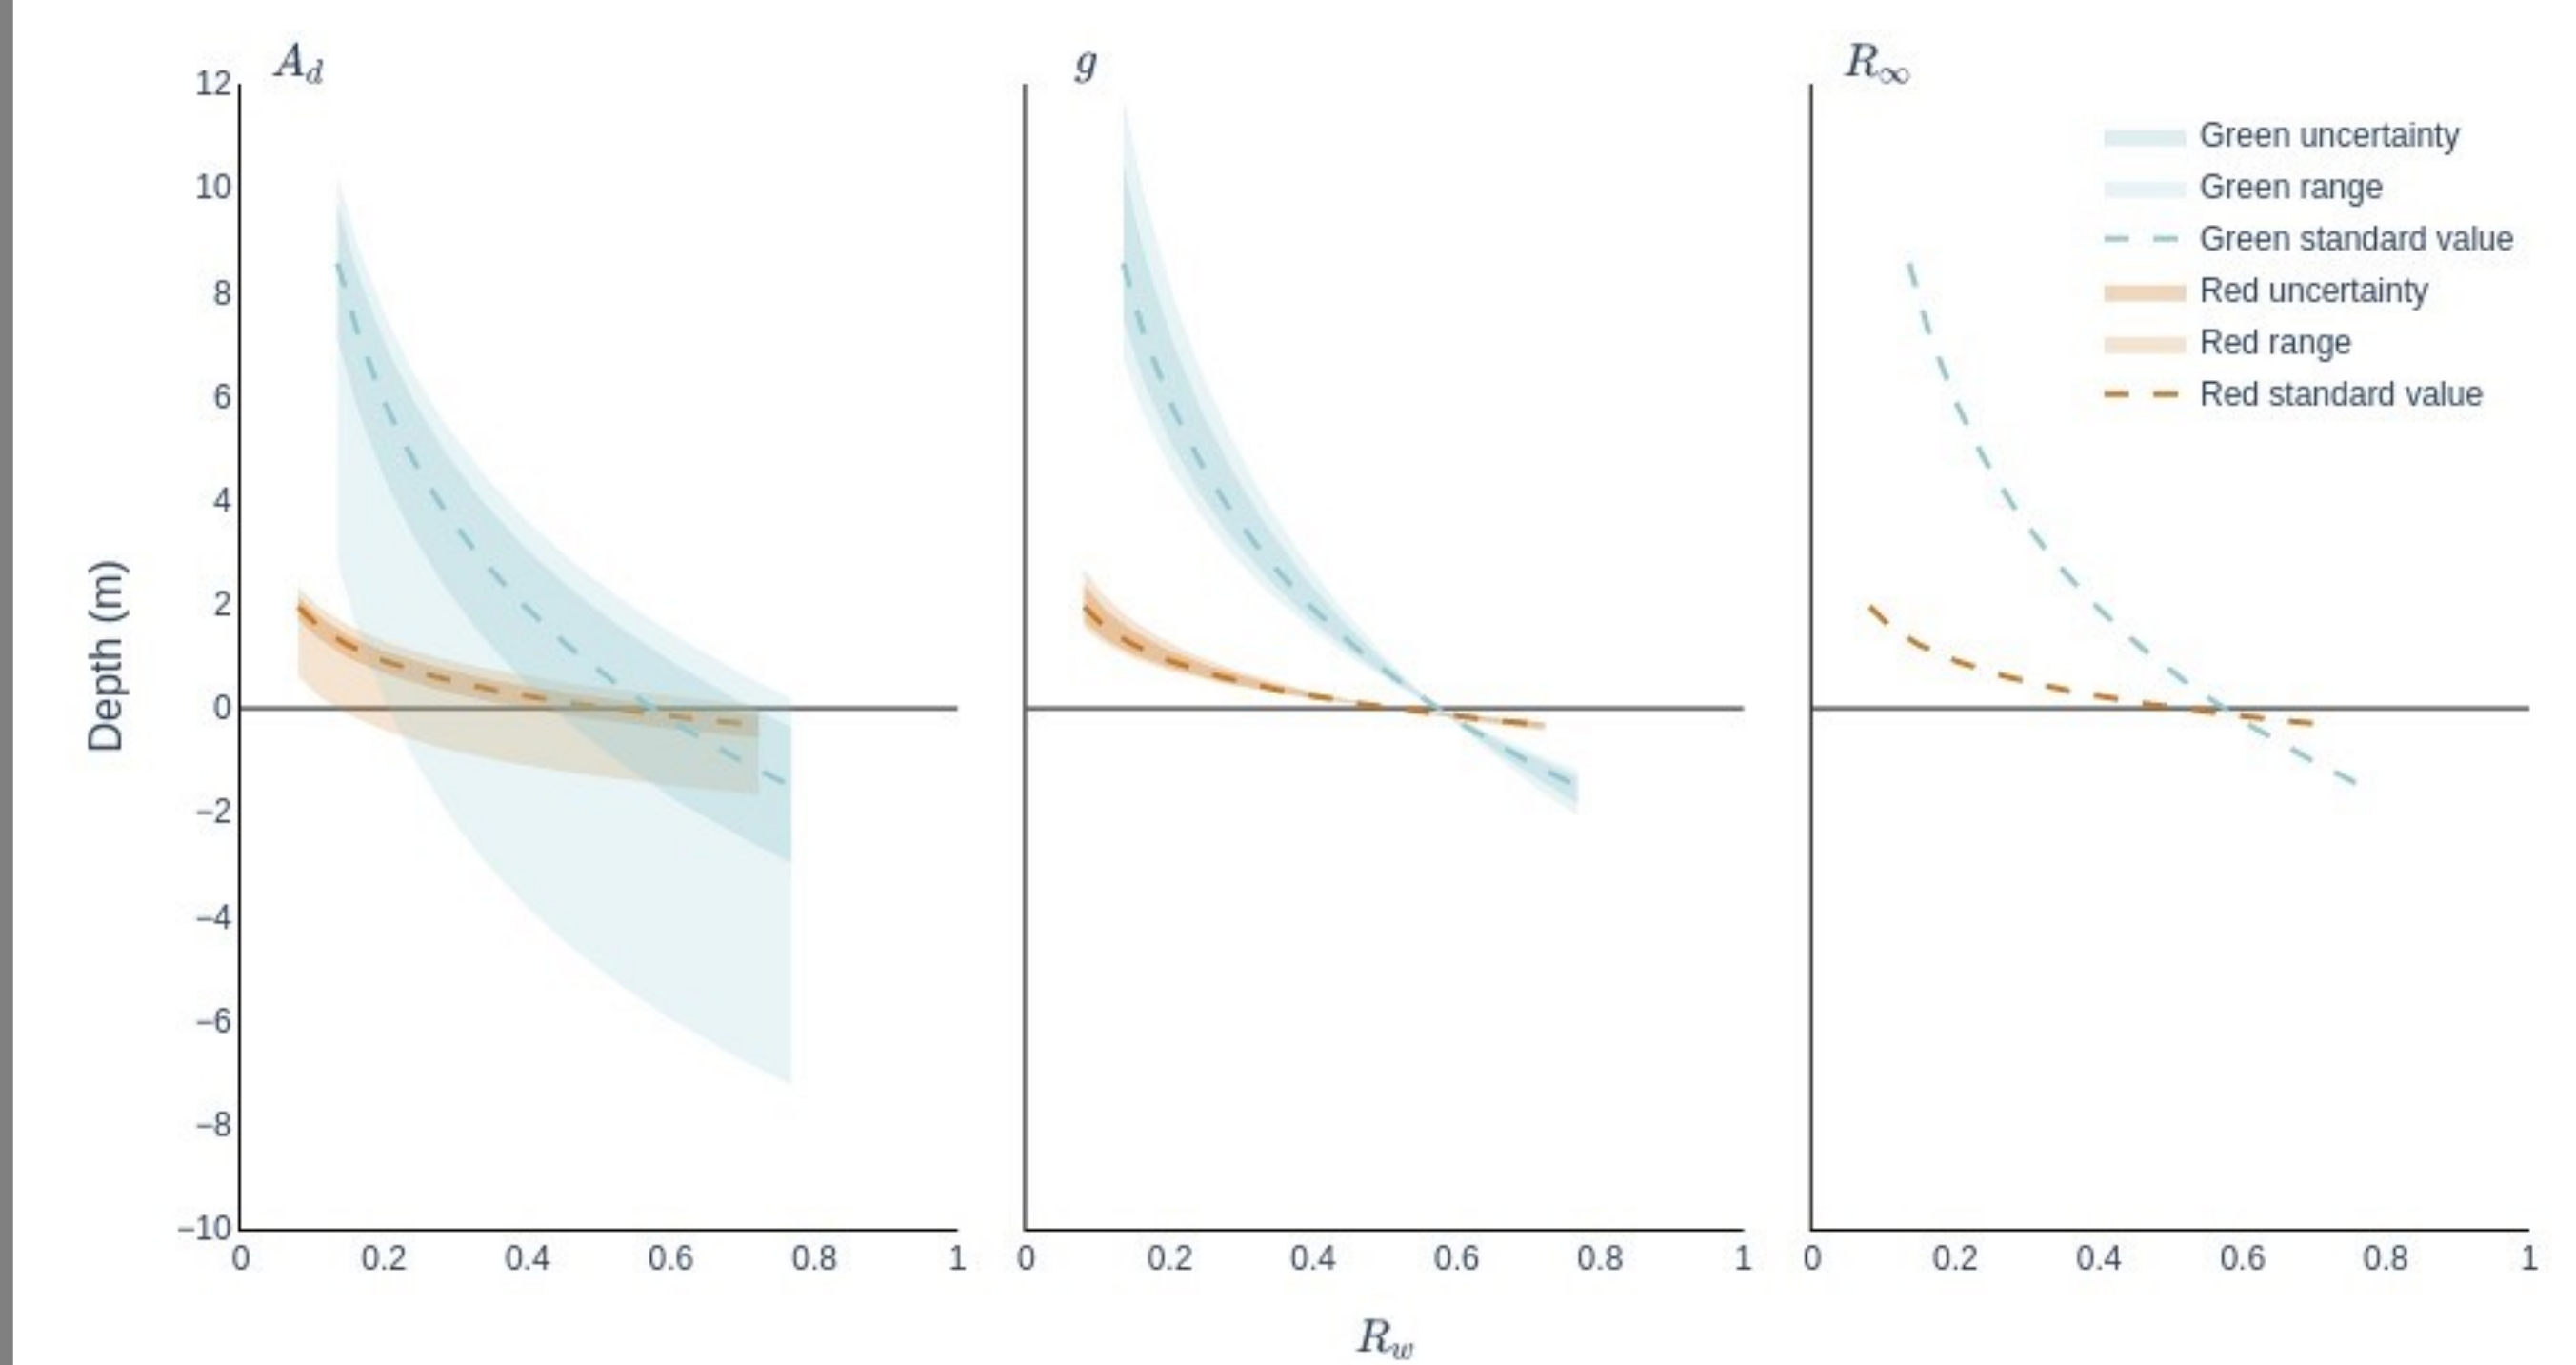 A_d
g
R_∞
12
10
8
6
4
2
0
−2
−4
−6
−8
−10
Depth (m)
Green uncertainty
Green range
Green standard value
Red uncertainty
Red range
Red standard value
0 0.2 0.4 0.6 0.8 1
0 0.2 0.4 0.6 0.8 1
0 0.2 0.4 0.6 0.8 1
R_w